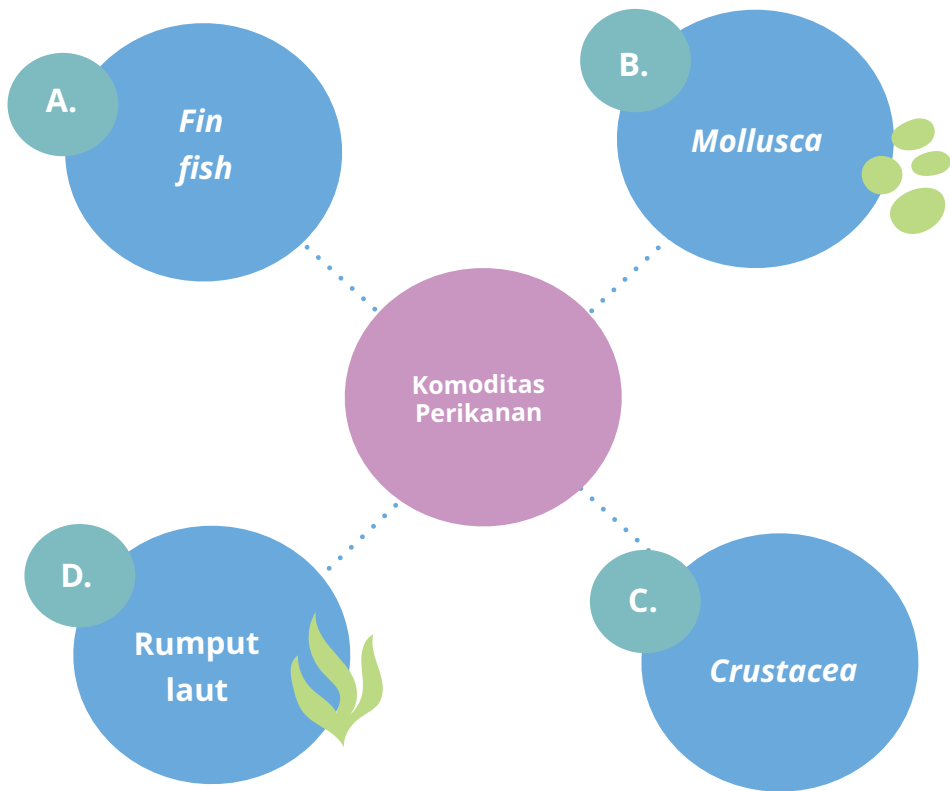 A.
Fin
fish
B.
Mollusca
Komoditas
Perikanan
D.
Rumput
laut
C.
Crustacea